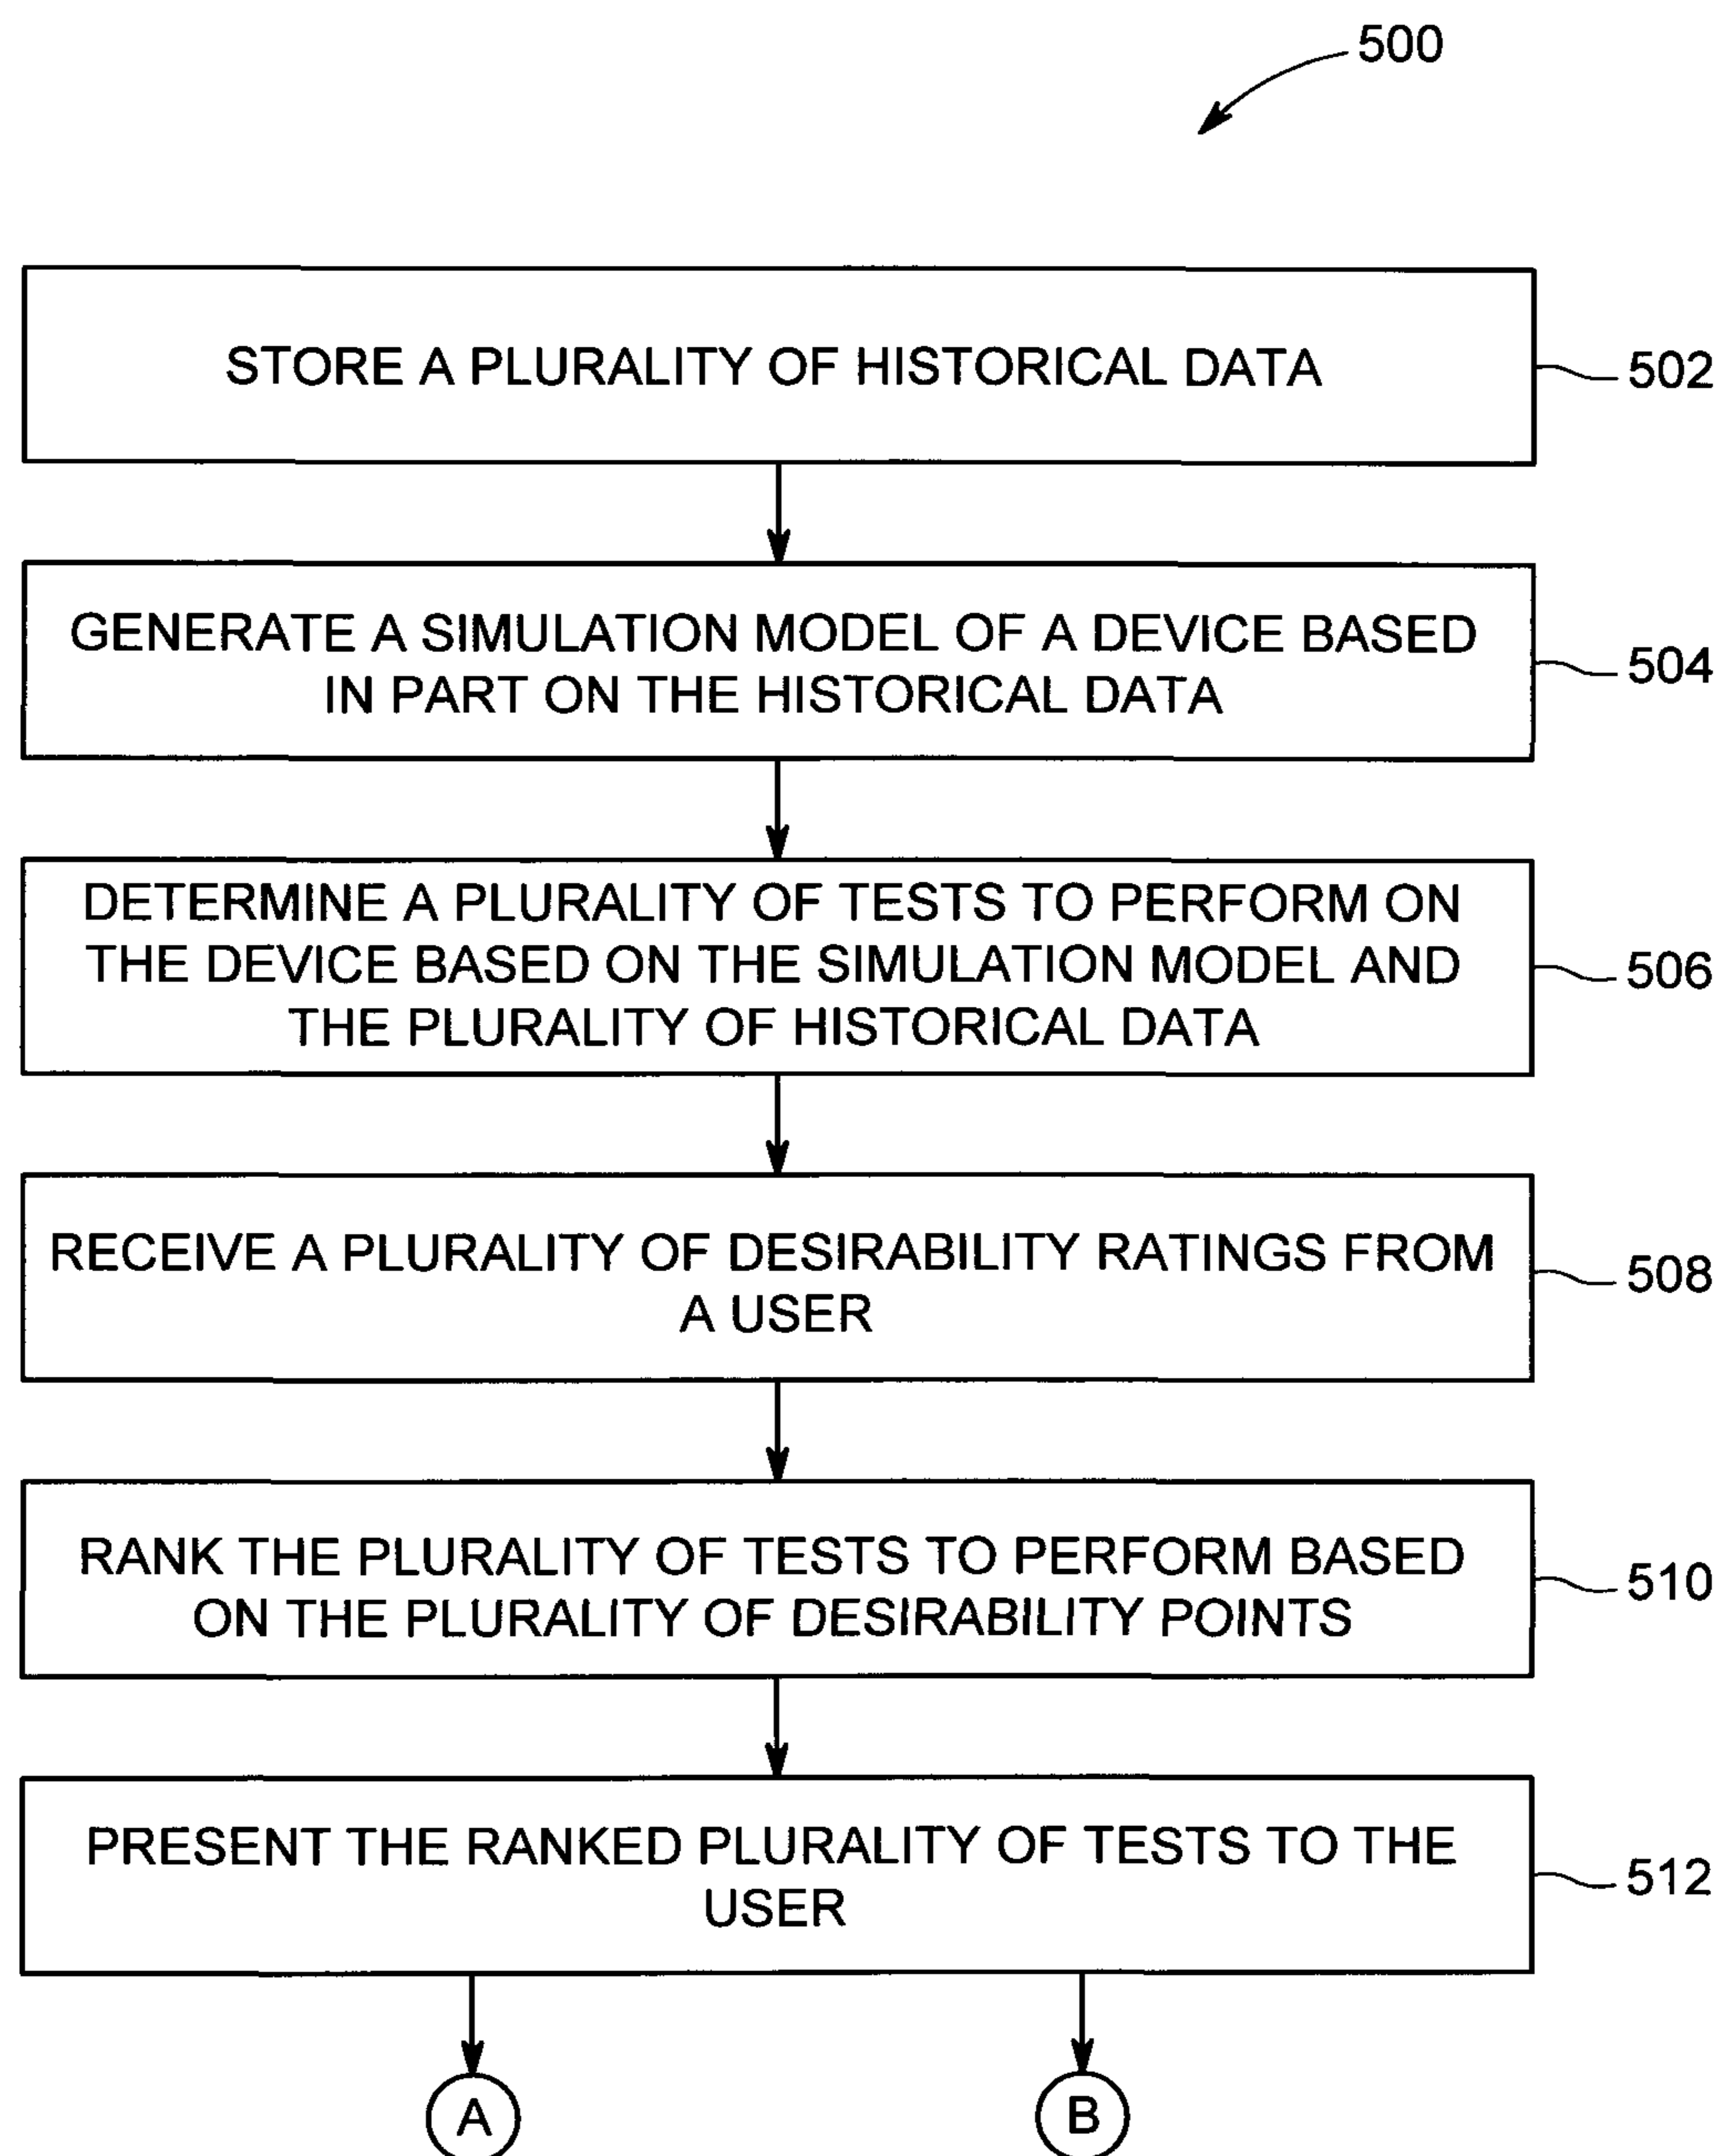 500
STORE A PLURALITY OF HISTORICAL DATA
502
GENERATE A SIMULATION MODEL OF A DEVICE BASED
IN PART ON THE HISTORICAL DATA
504
DETERMINE A PLURALITY OF TESTS TO PERFORM ON
THE DEVICE BASED ON THE SIMULATION MODEL AND
THE PLURALITY OF HISTORICAL DATA
506
RECEIVE A PLURALITY OF DESIRABILITY RATINGS FROM
A USER
508
RANK THE PLURALITY OF TESTS TO PERFORM BASED
ON THE PLURALITY OF DESIRABILITY POINTS
510
PRESENT THE RANKED PLURALITY OF TESTS TO THE
USER
512
A
B